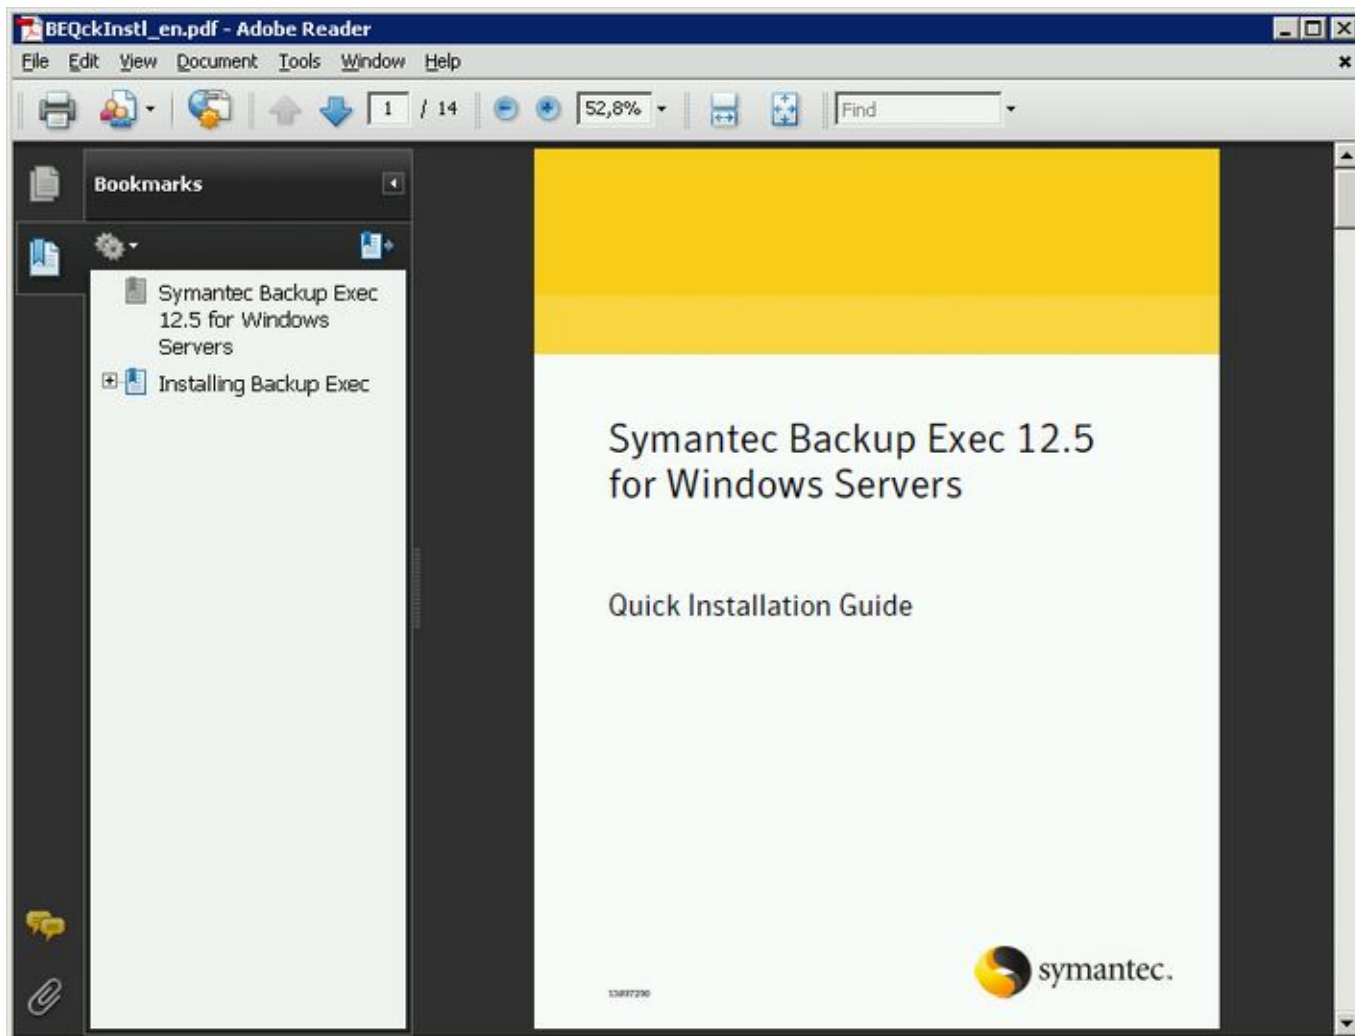 BEQckInstl_en.pdf - Adobe Reader
File Edit View Document Tools Window Help
1 / 14 52,8% Find
Bookmarks
Symantec Backup Exec
12.5 for Windows
Servers
Installing Backup Exec
Symantec Backup Exec 12.5
for Windows Servers
Quick Installation Guide
symantec.